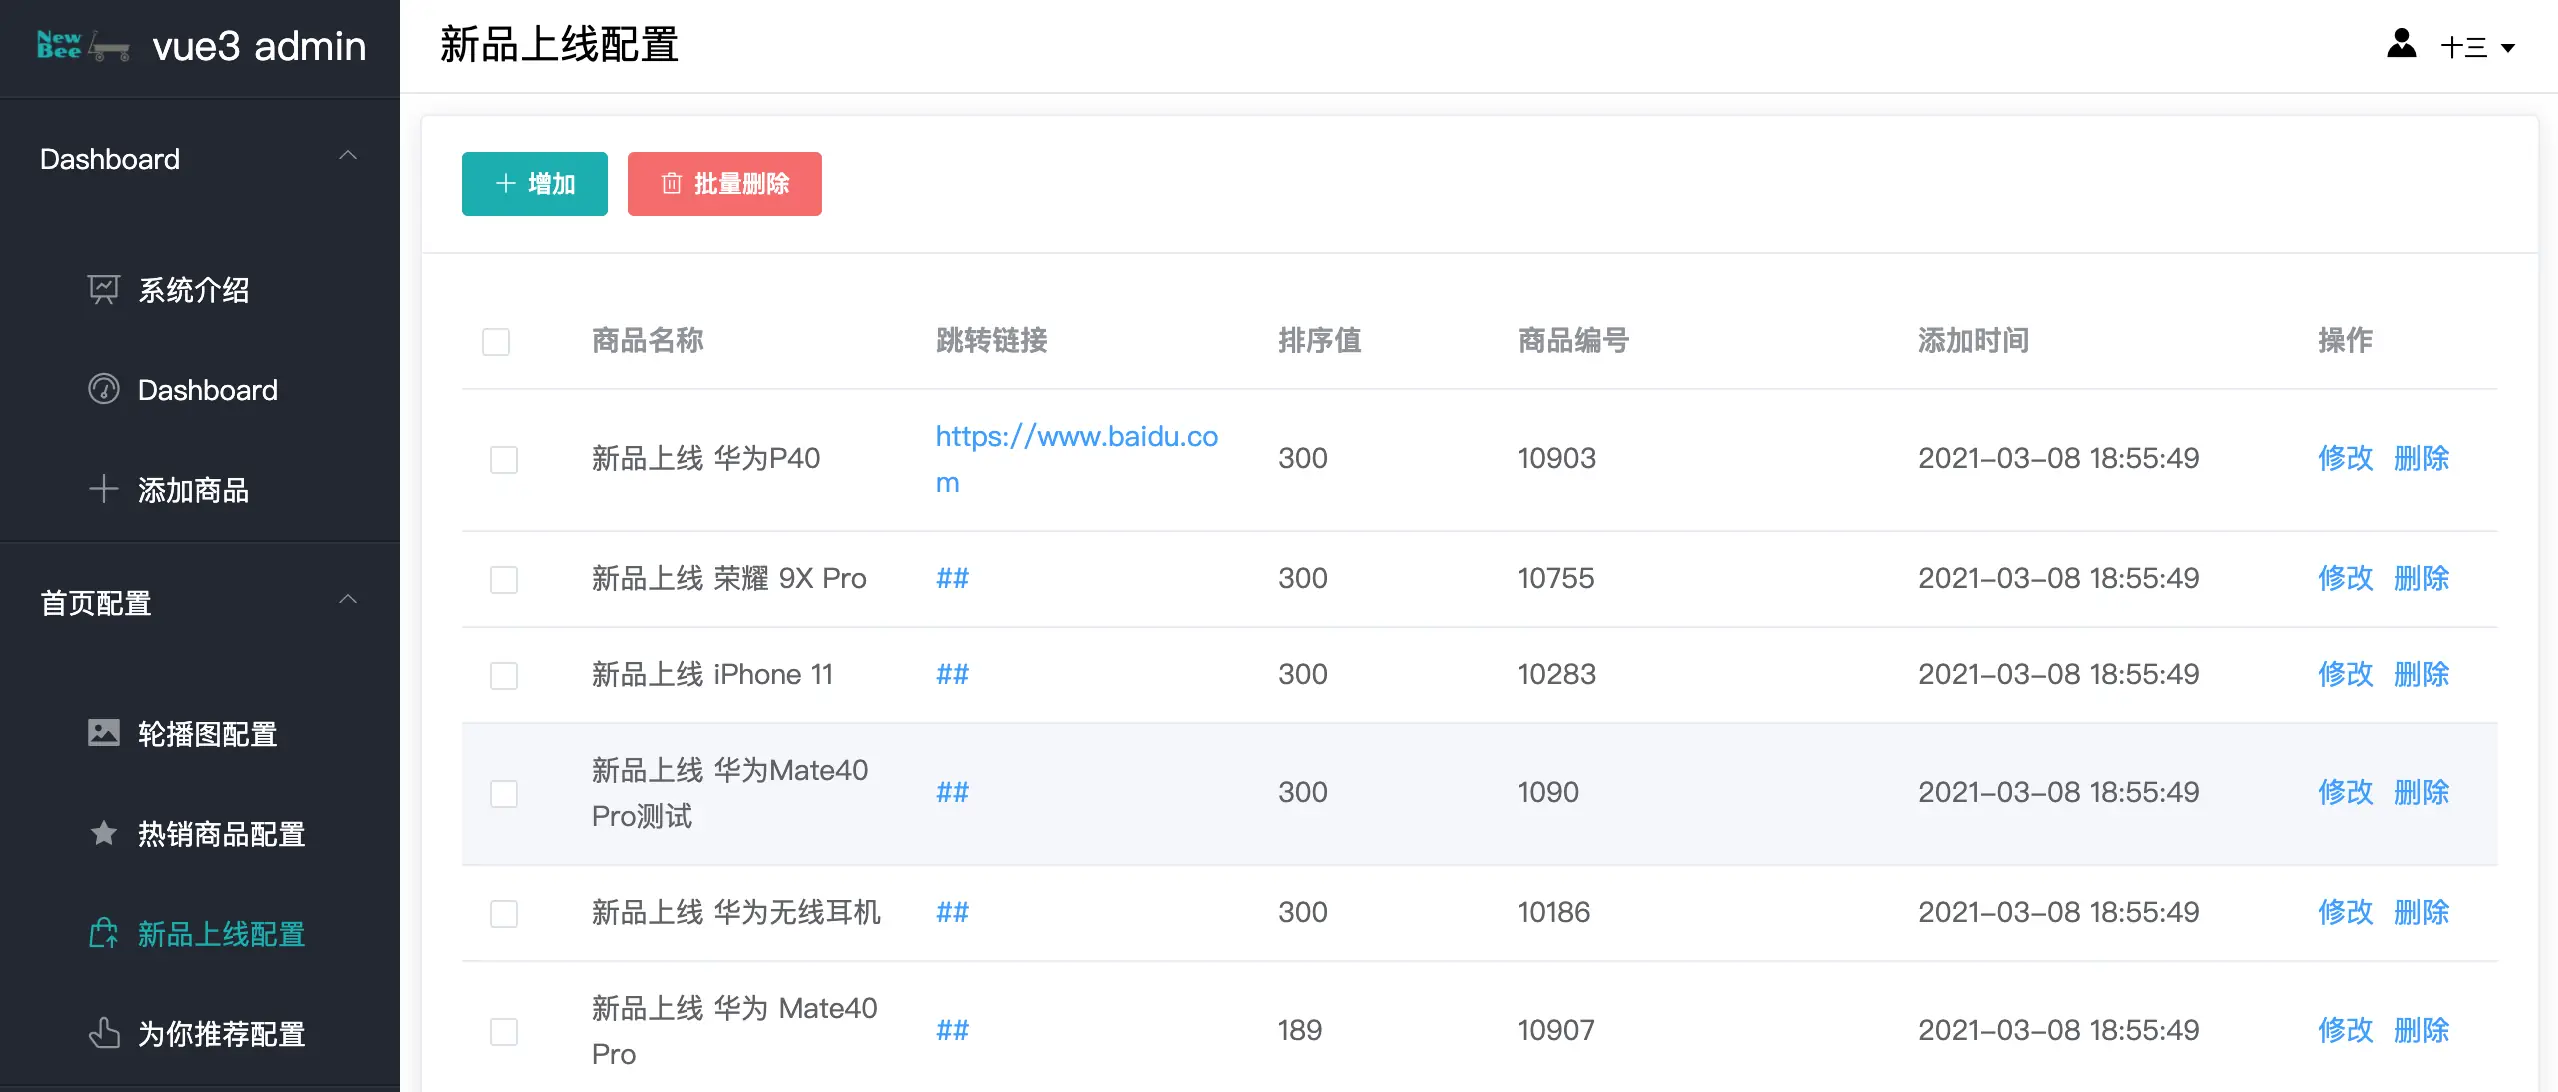 New Bee vue3 admin
新品上线配置
十三
Dashboard
系统介绍
Dashboard
添加商品
首页配置
轮播图配置
热销商品配置
新品上线配置
为你推荐配置
增加 批量删除
商品名称 跳转链接 排序值 商品编号 添加时间 操作
新品上线 华为P40 https://www.baidu.co
m 300 10903 2021-03-08 18:55:49 修改 删除
新品上线 荣耀 9X Pro ## 300 10755 2021-03-08 18:55:49 修改 删除
新品上线 iPhone 11 ## 300 10283 2021-03-08 18:55:49 修改 删除
新品上线 华为Mate40
Pro测试 ## 300 1090 2021-03-08 18:55:49 修改 删除
新品上线 华为无线耳机 ## 300 10186 2021-03-08 18:55:49 修改 删除
新品上线 华为 Mate40
Pro ## 189 10907 2021-03-08 18:55:49 修改 删除